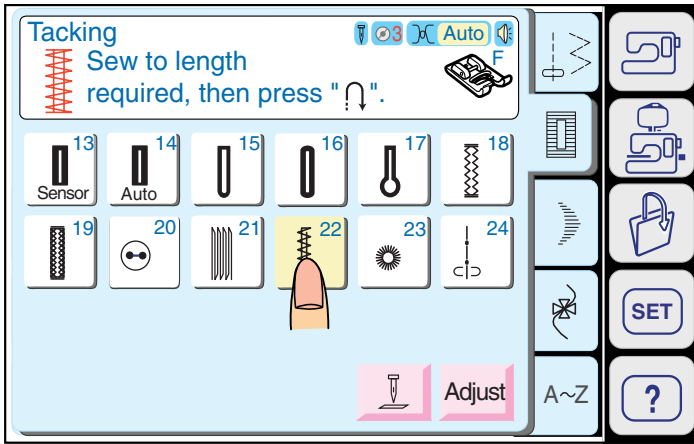 Tacking
3 Auto
Sew to length
F
required, then press " ".
13 14 15 16 17 18
Sensor Auto
19 20 21 22 23 24
Adjust
A~Z
SET
?